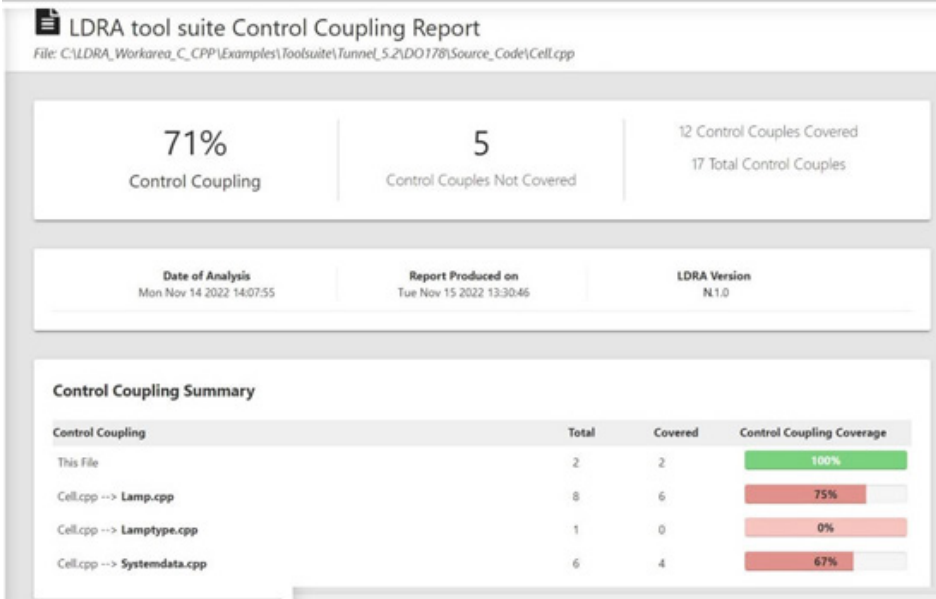 LDRA tool suite Control Coupling Report
File: C:\LDRA_Workarea_C_CPP\Examples\Toolsuite\Tunnel_5.2\DO178\Source_Code\Cell.cpp
71%
Control Coupling
5
Control Couples Not Covered
12 Control Couples Covered
17 Total Control Couples
Date of Analysis
Mon Nov 14 2022 14:07:55
Report Produced on
Tue Nov 15 2022 13:30:46
LDRA Version
N.1.0
Control Coupling Summary
Control Coupling Total Covered Control Coupling Coverage
This File 2 2 100%
Cell.cpp --> Lamp.cpp 8 6 75%
Cell.cpp --> Lamptype.cpp 1 0 0%
Cell.cpp --> Systemdata.cpp 6 4 67%